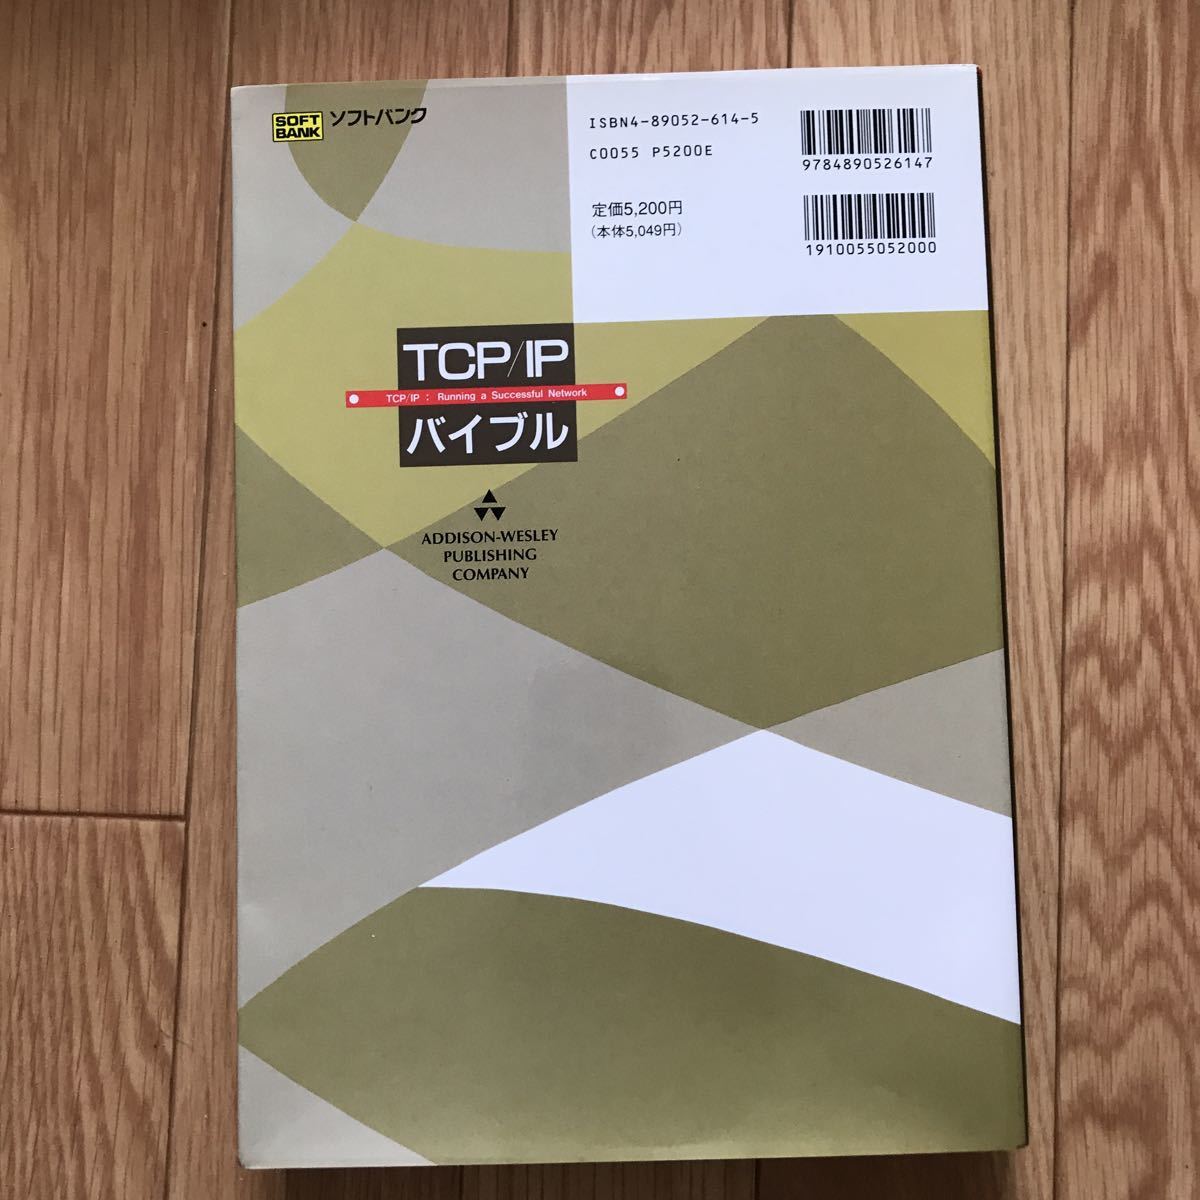 SOFT
BANK
ソフトバンク
ISBN4-89052-614-5
C0055 P5200E
9784890526147
定価5,200円
(本体5,049円)
1910055052000
TCP/IP
TCP/IP : Running a Successful Network
バイブル
ADDISON-WESLEY
PUBLISHING
COMPANY